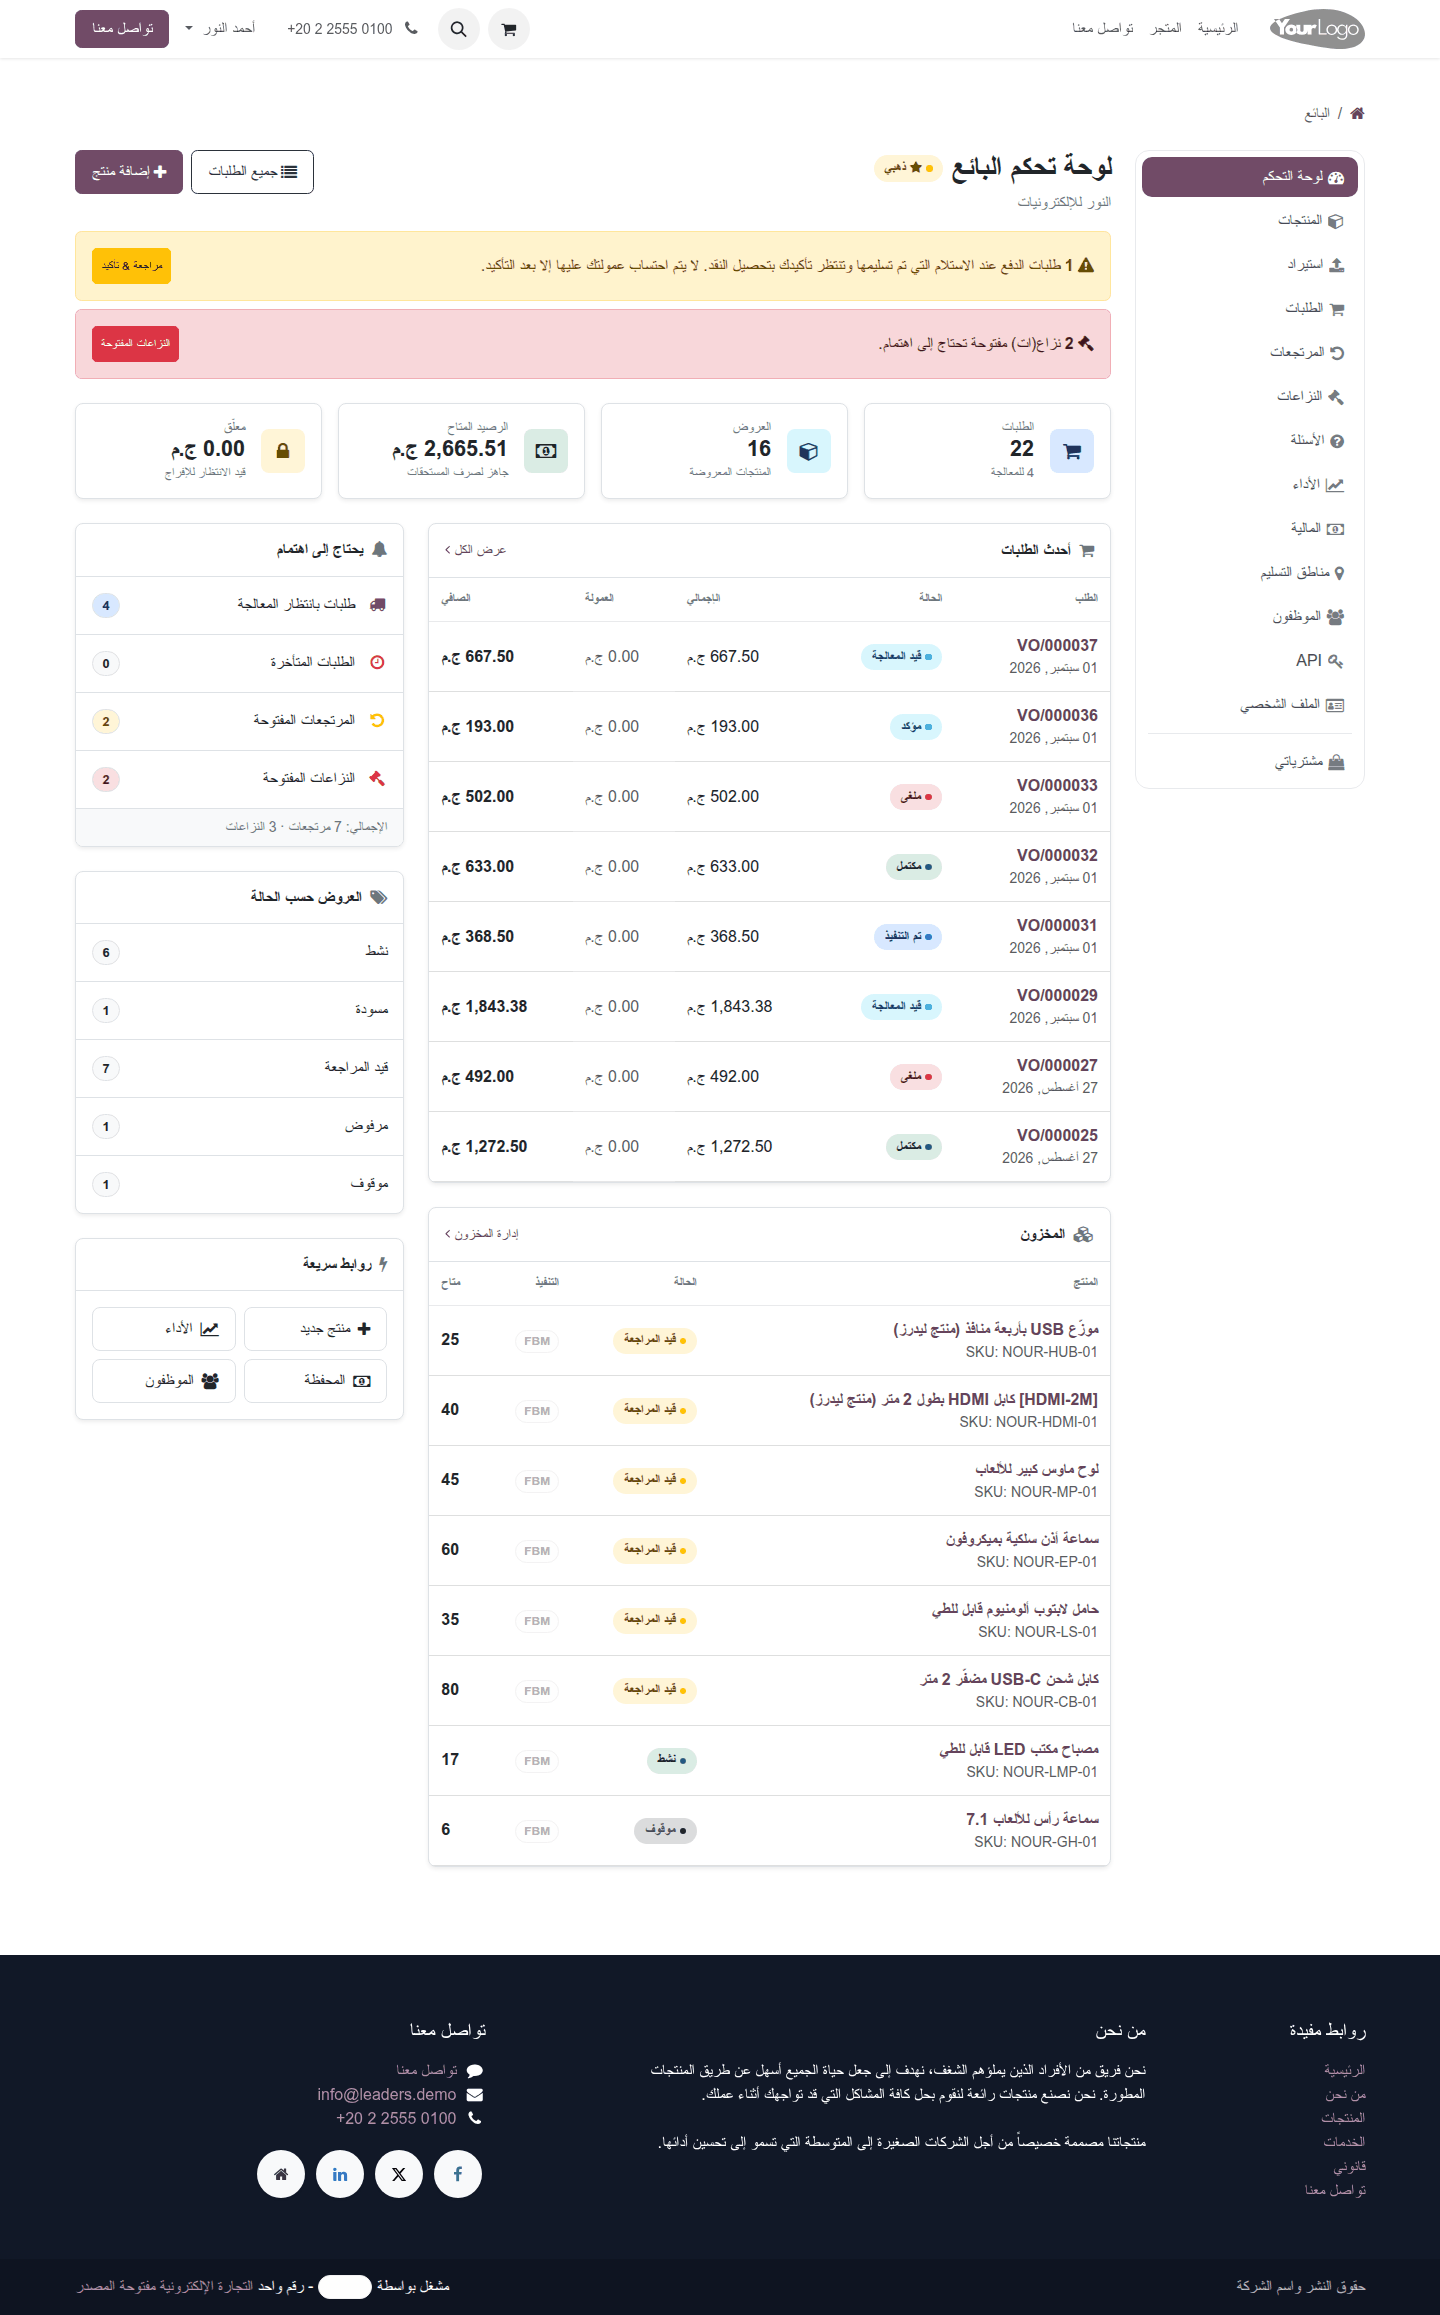 YourLogo
الرئيسية
المتجر
تواصل معنا
+20 2 2555 0100
أحمد النور
تواصل معنا
/ البائع
لوحة التحكم
المنتجات
استيراد
الطلبات
المرتجعات
النزاعات
الأسئلة
الأداء
المالية
مناطق التسليم
الموظفون
API
الملف الشخصي
مشترياتي
لوحة تحكم البائع
ذهبي
النور للإلكترونيات
جميع الطلبات
إضافة منتج
1 طلبات الدفع عند الاستلام التي تم تسليمها وتنتظر تأكيدك بتحصيل النقد. لا يتم احتساب عمولتك عليها إلا بعد التأكيد.
مراجعة & تأكيد
2 نزاع(ات) مفتوحة تحتاج إلى اهتمام.
النزاعات المفتوحة
الطلبات
22
4 للمعالجة
العروض
16
المنتجات المعروضة
الرصيد المتاح
2,665.51 ج.م
جاهز لصرف المستحقات
معلّق
0.00 ج.م
قيد الانتظار للإفراج
أحدث الطلبات
عرض الكل
الطلب الحالة الإجمالي العمولة الصافي
VO/000037
01 سبتمبر, 2026
قيد المعالجة 667.50 ج.م 0.00 ج.م 667.50 ج.م
VO/000036
01 سبتمبر, 2026
مؤكد 193.00 ج.م 0.00 ج.م 193.00 ج.م
VO/000033
01 سبتمبر, 2026
ملغى 502.00 ج.م 0.00 ج.م 502.00 ج.م
VO/000032
01 سبتمبر, 2026
مكتمل 633.00 ج.م 0.00 ج.م 633.00 ج.م
VO/000031
01 سبتمبر, 2026
تم التنفيذ 368.50 ج.م 0.00 ج.م 368.50 ج.م
VO/000029
01 سبتمبر, 2026
قيد المعالجة 1,843.38 ج.م 0.00 ج.م 1,843.38 ج.م
VO/000027
27 أغسطس, 2026
ملغى 492.00 ج.م 0.00 ج.م 492.00 ج.م
VO/000025
27 أغسطس, 2026
مكتمل 1,272.50 ج.م 0.00 ج.م 1,272.50 ج.م
المخزون
إدارة المخزون
المنتج الحالة التنفيذ متاح
موزّع USB بأربعة منافذ (منتج ليدرز)
SKU: NOUR-HUB-01
قيد المراجعة FBM 25
[HDMI-2M] كابل HDMI بطول 2 متر (منتج ليدرز)
SKU: NOUR-HDMI-01
قيد المراجعة FBM 40
لوح ماوس كبير للألعاب
SKU: NOUR-MP-01
قيد المراجعة FBM 45
سماعة أذن سلكية بميكروفون
SKU: NOUR-EP-01
قيد المراجعة FBM 60
حامل لابتوب ألومنيوم قابل للطي
SKU: NOUR-LS-01
قيد المراجعة FBM 35
كابل شحن USB-C مضفّر 2 متر
SKU: NOUR-CB-01
قيد المراجعة FBM 80
مصباح مكتب LED قابل للطي
SKU: NOUR-LMP-01
نشط FBM 17
سماعة رأس للألعاب 7.1
SKU: NOUR-GH-01
موقوف FBM 6
يحتاج إلى اهتمام
طلبات بانتظار المعالجة 4
الطلبات المتأخرة 0
المرتجعات المفتوحة 2
النزاعات المفتوحة 2
الإجمالي: 7 مرتجعات · 3 النزاعات
العروض حسب الحالة
نشط 6
مسودة 1
قيد المراجعة 7
مرفوض 1
موقوف 1
روابط سريعة
منتج جديد
الأداء
المحفظة
الموظفون
روابط مفيدة
الرئيسية
من نحن
المنتجات
الخدمات
قانوني
تواصل معنا
من نحن
نحن فريق من الأفراد الذين يملؤهم الشغف، نهدف إلى جعل حياة الجميع أسهل عن طريق المنتجات
المطورة. نحن نصنع منتجات رائعة لنقوم بحل كافة المشاكل التي قد تواجهك أثناء عملك.
منتجاتنا مصممة خصيصاً من أجل الشركات الصغيرة إلى المتوسطة التي تسمو إلى تحسين أدائها.
تواصل معنا
تواصل معنا
info@leaders.demo
+20 2 2555 0100
حقوق النشر واسم الشركة
مشغل بواسطة - رقم واحد التجارة الإلكترونية مفتوحة المصدر